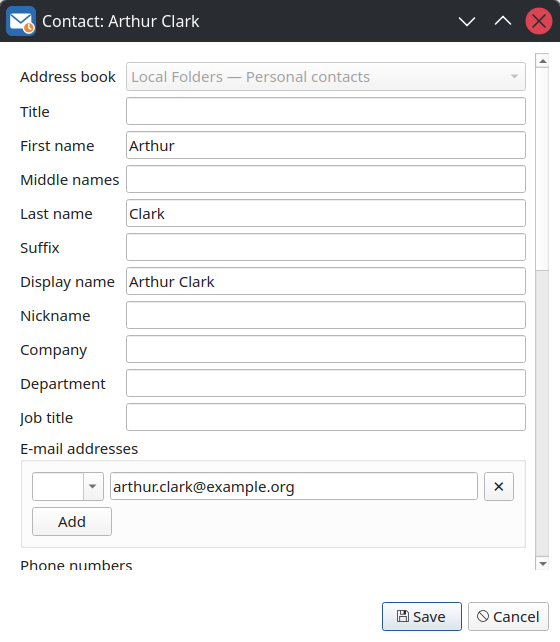 Contact: Arthur Clark
Address book Local Folders — Personal contacts
Title
First name Arthur
Middle names
Last name Clark
Suffix
Display name Arthur Clark
Nickname
Company
Department
Job title
E-mail addresses
arthur.clark@example.org
Add
Phone numbers
Save Cancel